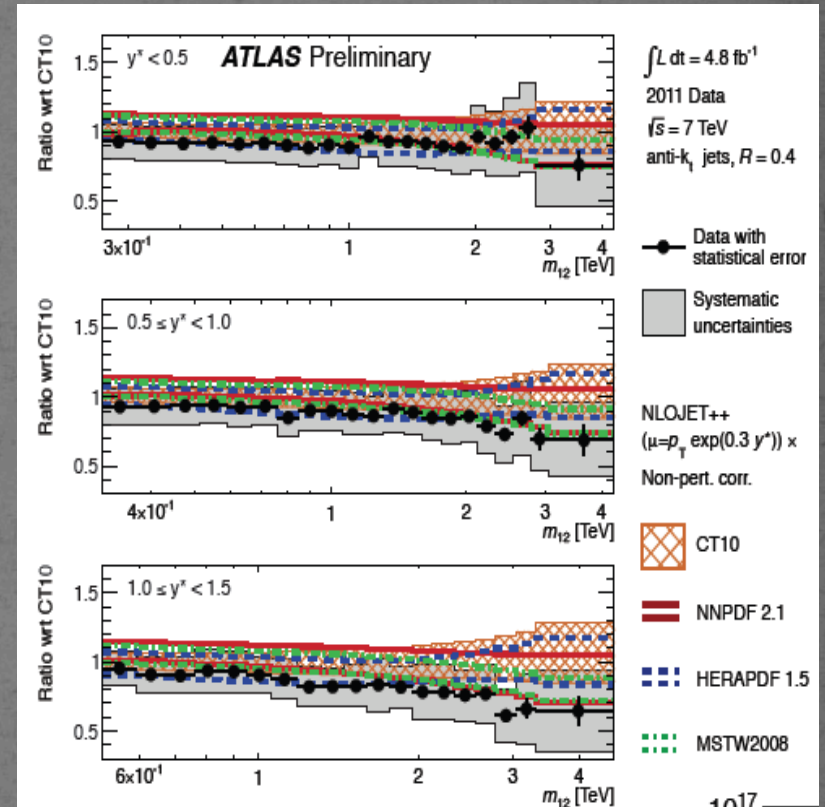 Ratio wrt CT10
1.5
1
0.5
y* < 0.5
ATLAS Preliminary
3×10⁻¹
1
2
3
4
m₁₂ [TeV]
Ratio wrt CT10
1.5
1
0.5
0.5 ≤ y* < 1.0
4×10⁻¹
1
2
3
4
m₁₂ [TeV]
Ratio wrt CT10
1.5
1
0.5
1.0 ≤ y* < 1.5
6×10⁻¹
1
2
3
4
m₁₂ [TeV]
∫L dt = 4.8 fb⁻¹
2011 Data
√s = 7 TeV
anti-kₜ jets, R = 0.4
Data with
statistical error
Systematic
uncertainties
NLOJET++
(μ=p_T exp(0.3 y*)) ×
Non-pert. corr.
CT10
NNPDF 2.1
HERAPDF 1.5
MSTW2008
10¹⁷